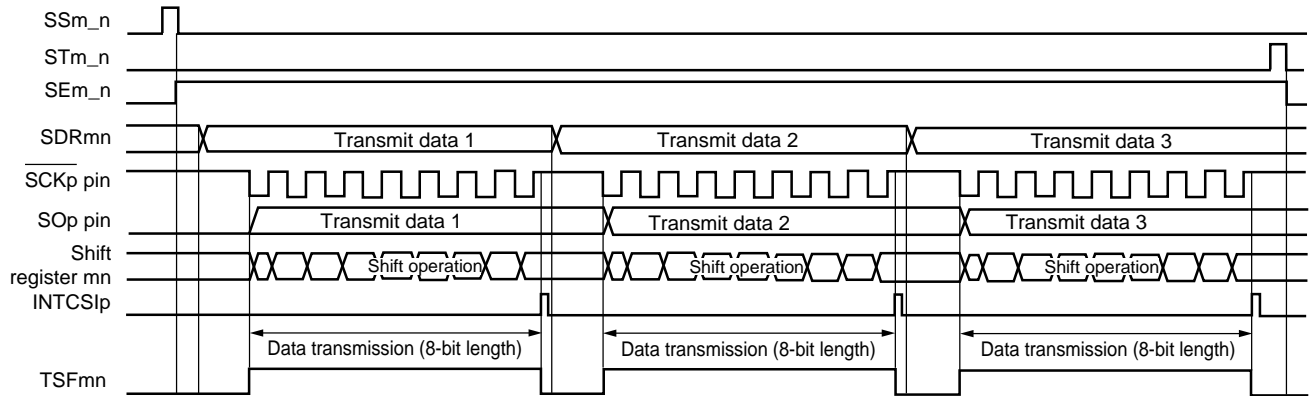 SSm_n
STm_n
SEm_n
SDRmn
Transmit data 1
Transmit data 2
Transmit data 3
SCKp pin
SOp pin
Transmit data 1
Transmit data 2
Transmit data 3
Shift
register mn
Shift operation
Shift operation
Shift operation
INTCSIp
Data transmission (8-bit length)
Data transmission (8-bit length)
Data transmission (8-bit length)
TSFmn